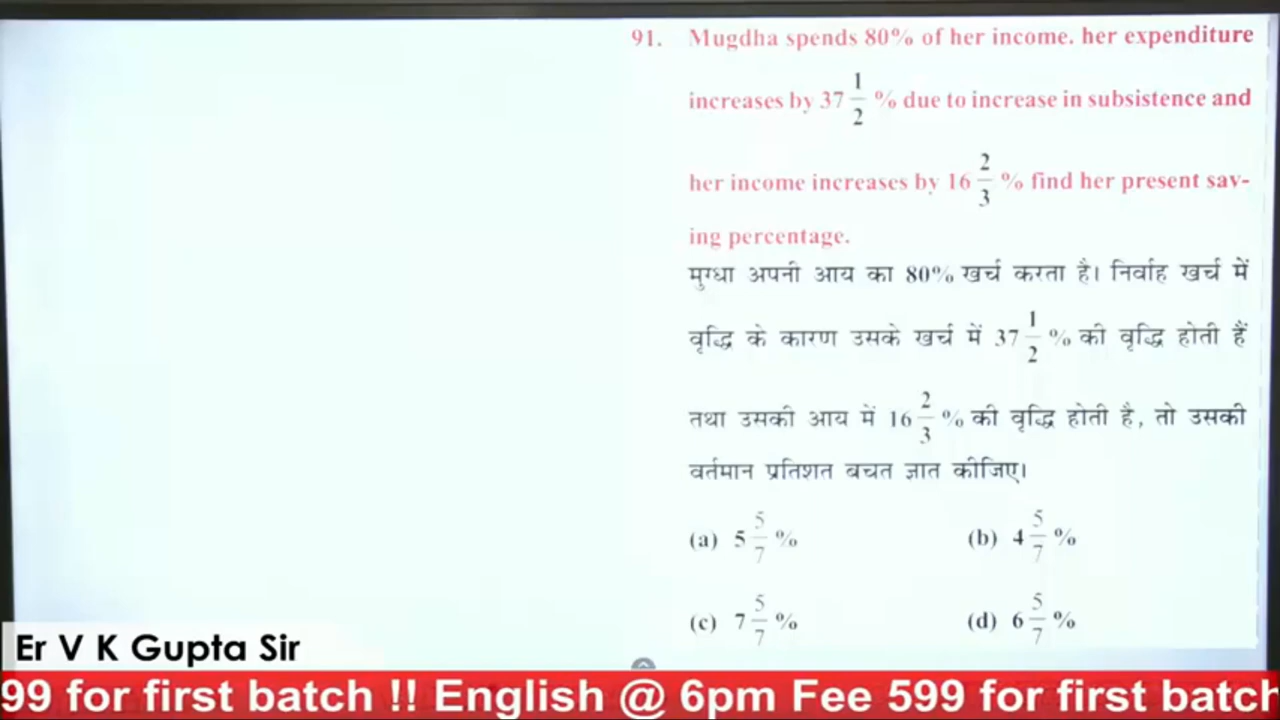 91. Mugdha spends 80% of her income. her expenditure
increases by 37 1/2 % due to increase in subsistence and
her income increases by 16 2/3 % find her present sav-
ing percentage.
मुग्धा अपनी आय का 80% खर्च करता है। निर्वाह खर्च में
वृद्धि के कारण उसके खर्च में 37 1/2 % की वृद्धि होती हैं
तथा उसकी आय में 16 2/3 % की वृद्धि होती है, तो उसकी
वर्तमान प्रतिशत बचत ज्ञात कीजिए।
(a) 5 5/7 % (b) 4 5/7 %
(c) 7 5/7 % (d) 6 5/7 %
Er V K Gupta Sir
99 for first batch !! English @ 6pm Fee 599 for first batch